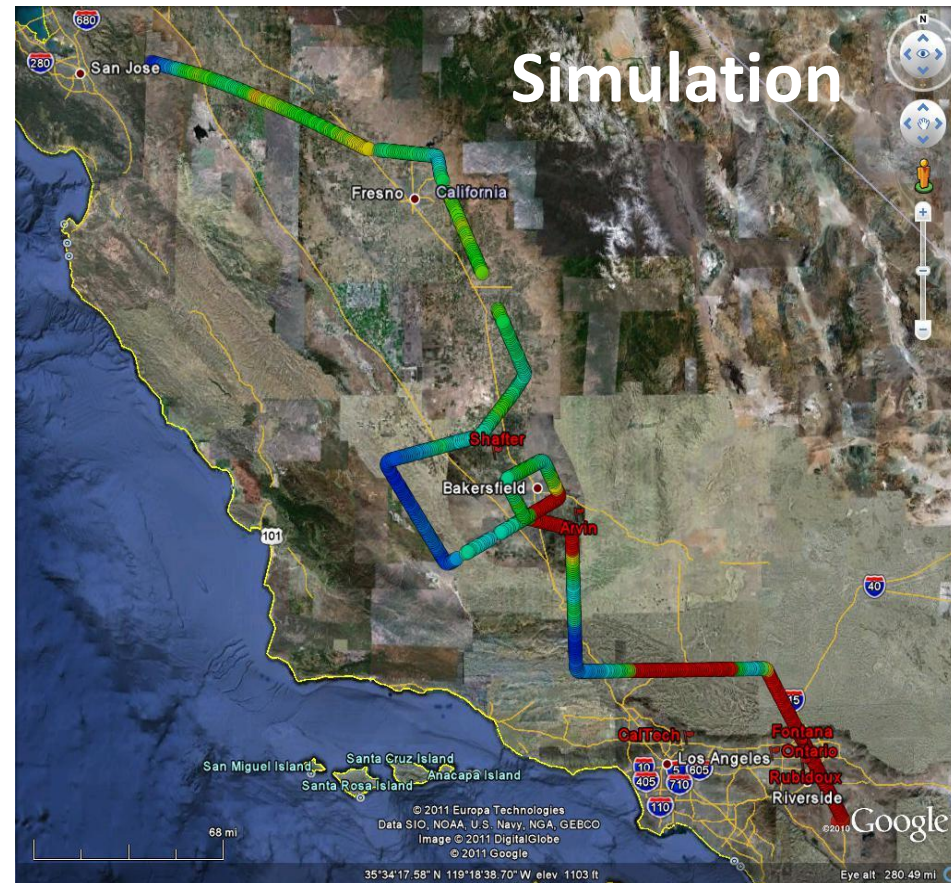 Simulation
N
680
280
San Jose
Fresno
California
Shafter
Bakersfield
Arvin
101
40
15
Fontana
CalTech
Ontario
Los Angeles
10
5
605
405
710
Rubidoux
Riverside
110
San Miguel Island
Santa Cruz Island
Santa Rosa Island
Anacapa Island
© 2011 Europa Technologies
Data SIO, NOAA, U.S. Navy, NGA, GEBCO
Image © 2011 DigitalGlobe
© 2011 Google
©2010 Google
68 mi
35°34'17.58" N 119°18'38.70" W elev 1103 ft
Eye alt 280.49 mi